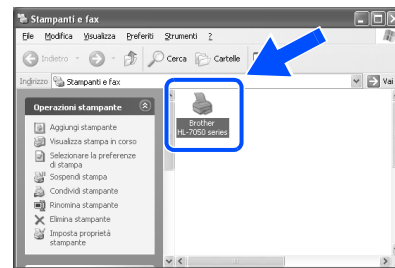 Stampanti e fax
File Modifica Visualizza Preferiti Strumenti ?
Indietro Cerca Cartelle
Indirizzo Stampanti e fax Vai
Operazioni stampante
Aggiungi stampante
Visualizza stampa in corso
Selezionare la preferenze
di stampa
Sospendi stampa
Condividi stampante
Rinomina stampante
Elimina stampante
Imposta proprietà
stampante
Brother
HL-7050 series